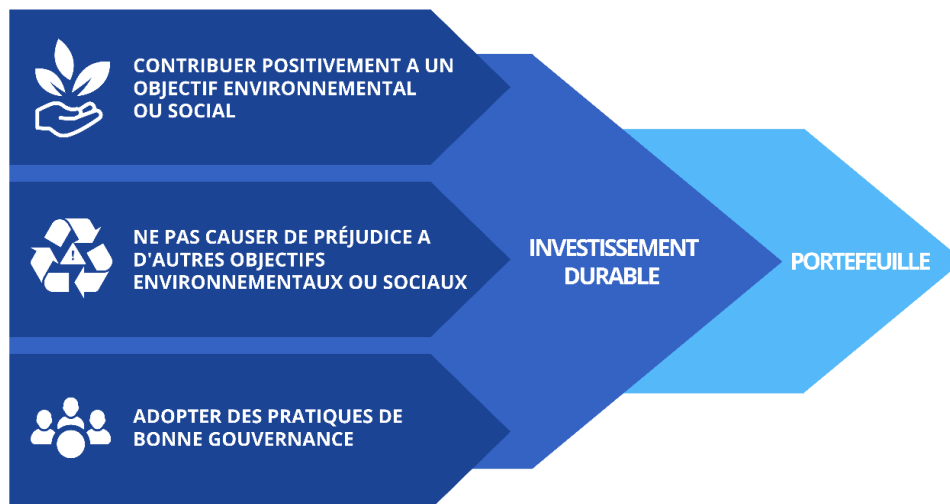 CONTRIBUER POSITIVEMENT A UN
OBJECTIF ENVIRONNEMENTAL
OU SOCIAL
NE PAS CAUSER DE PRÉJUDICE A
D'AUTRES OBJECTIFS
ENVIRONNEMENTAUX OU SOCIAUX
ADOPTER DES PRATIQUES DE
BONNE GOUVERNANCE
INVESTISSEMENT
DURABLE
PORTEFEUILLE